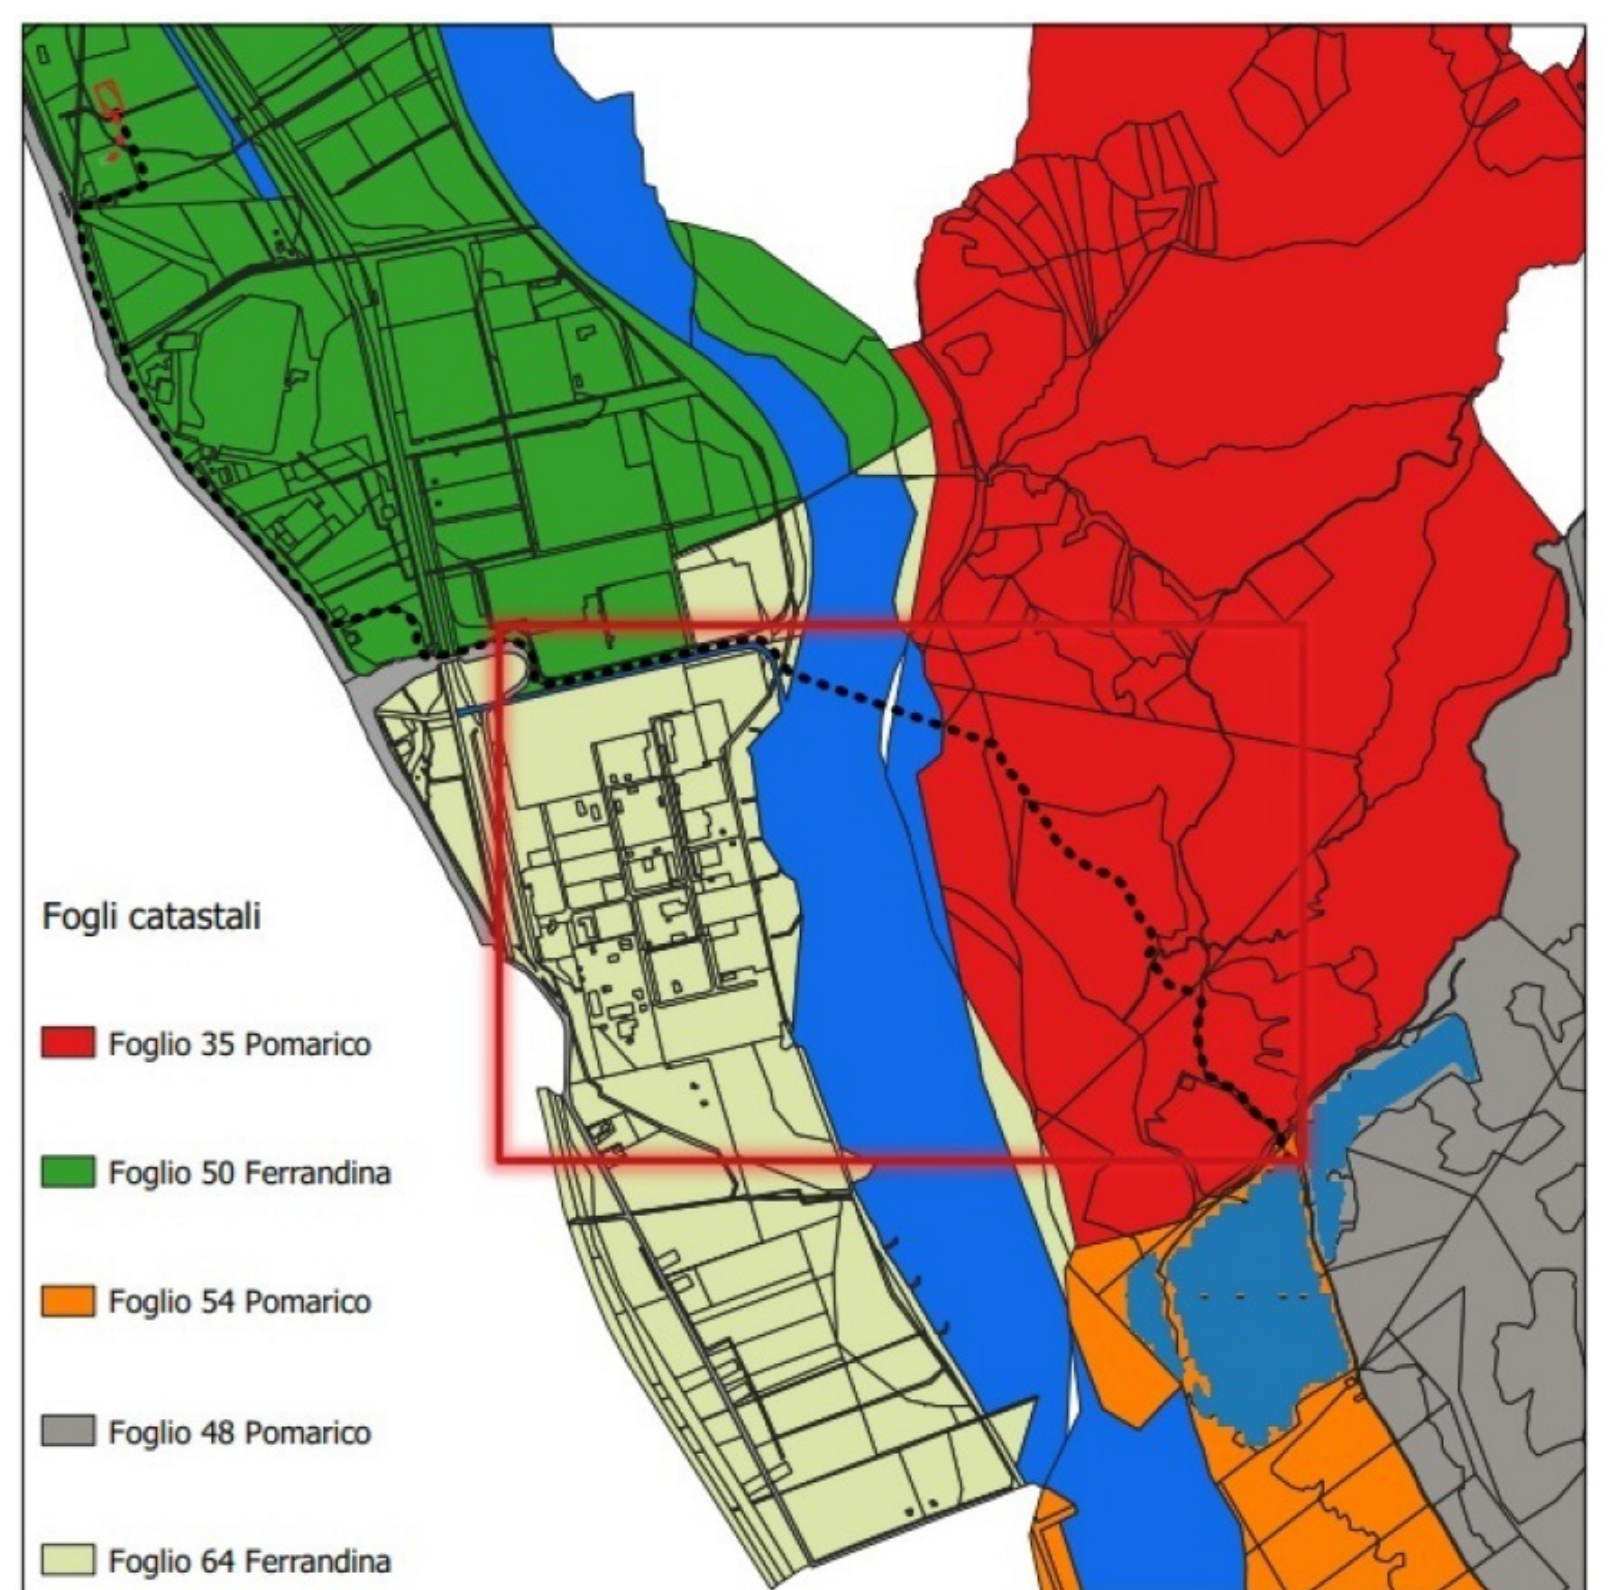 Fogli catastali
Foglio 35 Pomarico
Foglio 50 Ferrandina
Foglio 54 Pomarico
Foglio 48 Pomarico
Foglio 64 Ferrandina